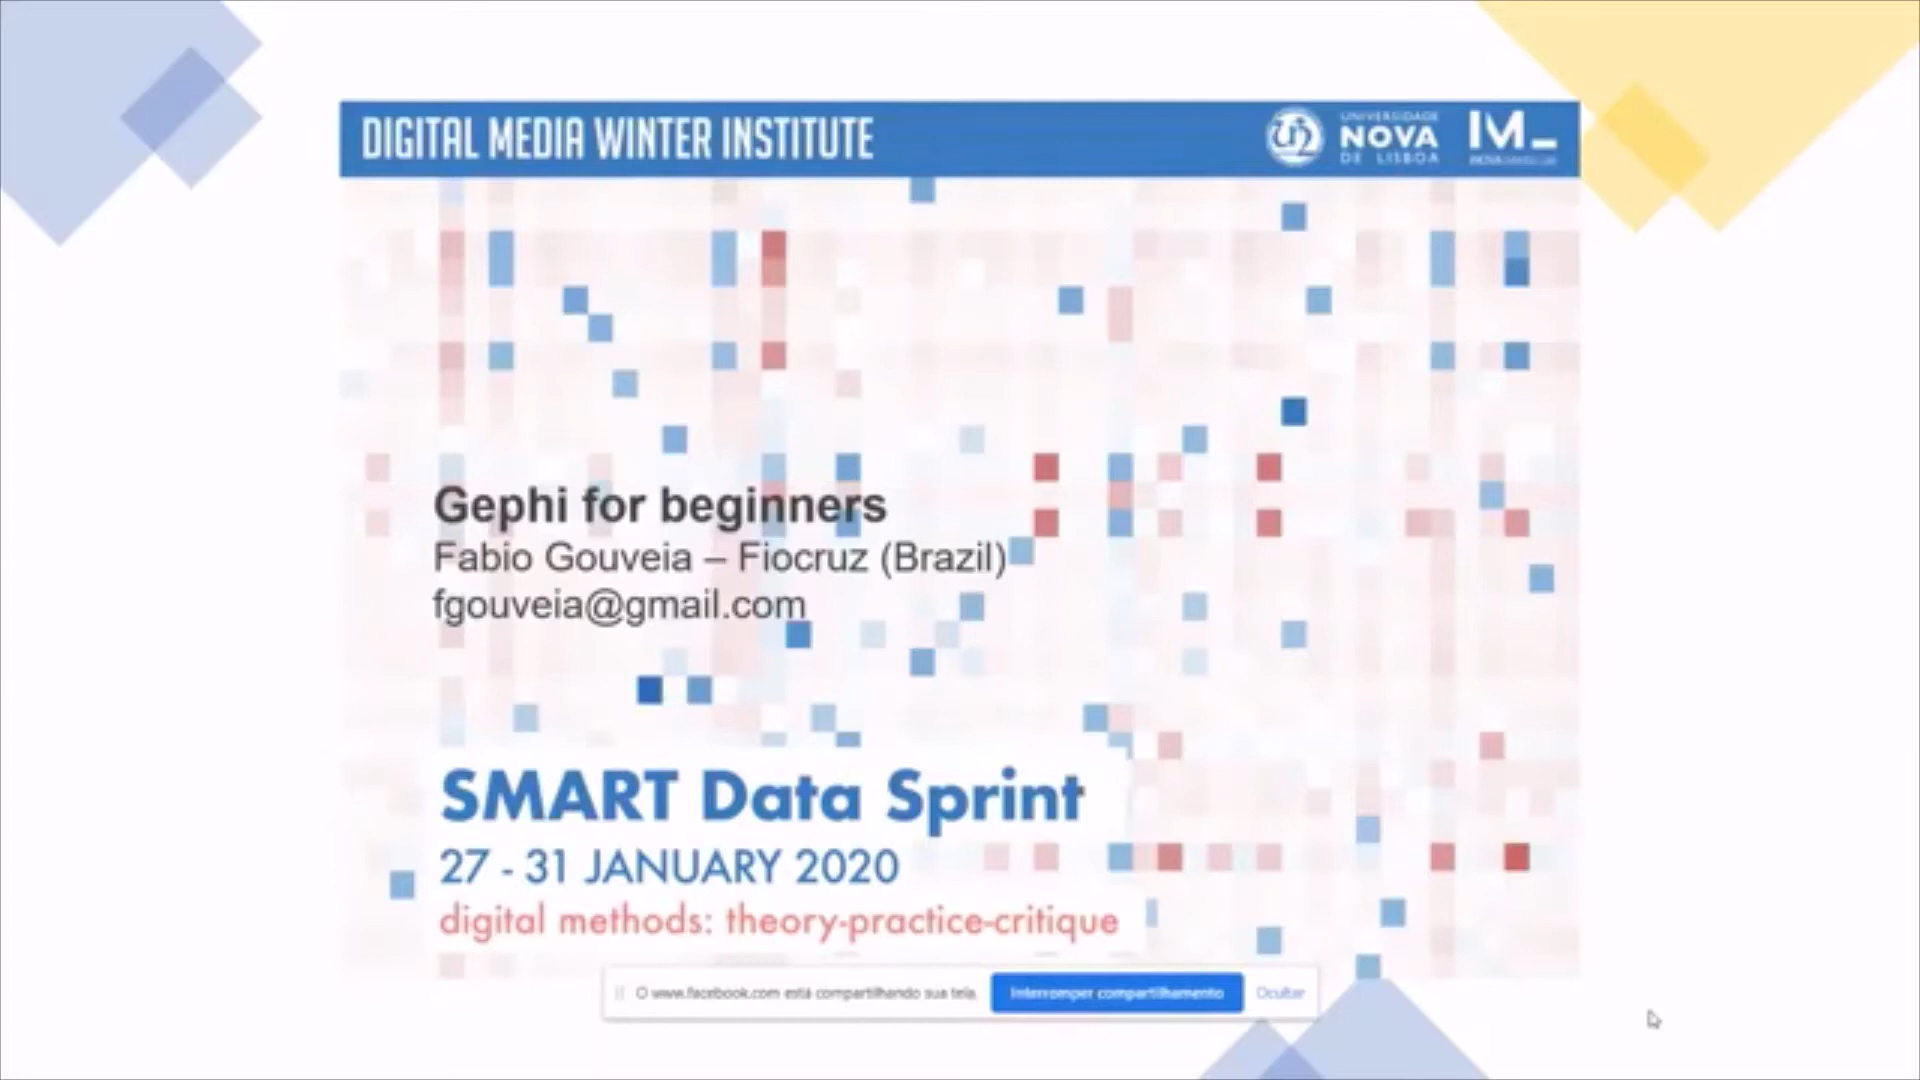 DIGITAL MEDIA WINTER INSTITUTE
UNIVERSIDADE
NOVA
DE LISBOA
IM_
Gephi for beginners
Fabio Gouveia – Fiocruz (Brazil)
fgouveia@gmail.com
SMART Data Sprint
27 - 31 JANUARY 2020
digital methods: theory-practice-critique
O www.facebook.com está compartilhando sua tela.
Interromper compartilhamento
Ocultar